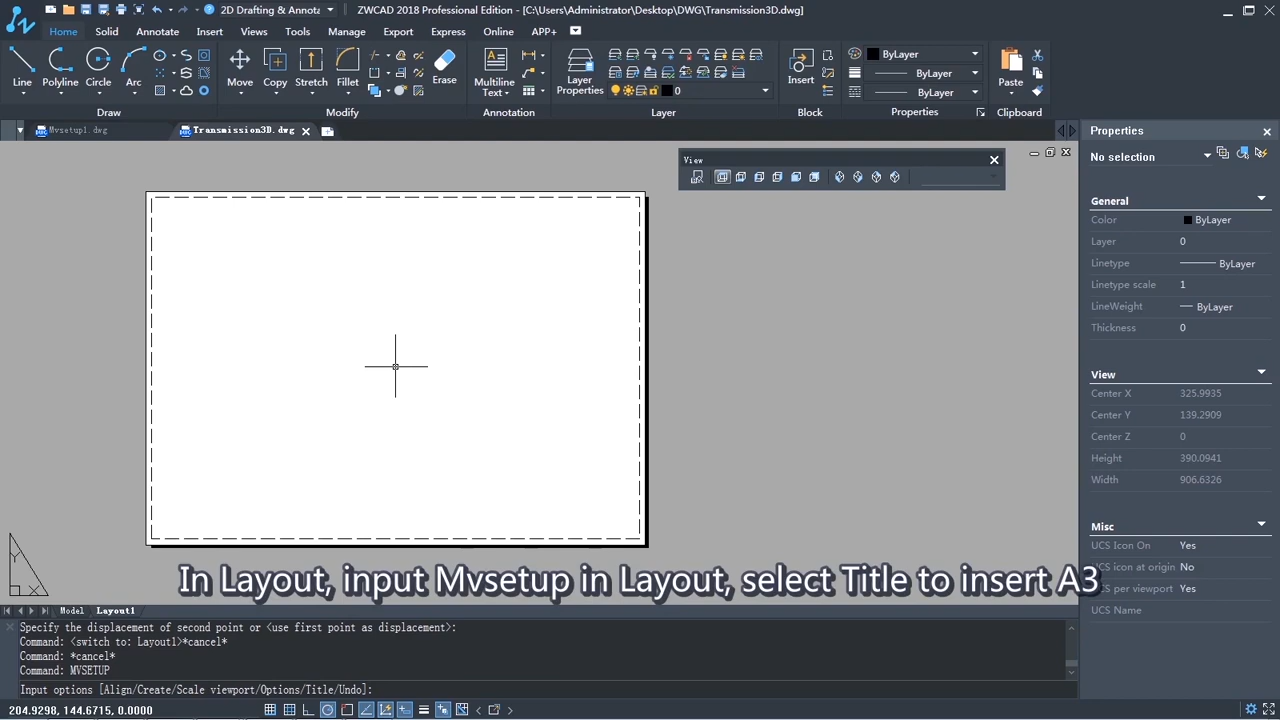 2D Drafting & Annota
ZWCAD 2018 Professional Edition - [C:\Users\Administrator\Desktop\DWG\Transmission3D.dwg]
Home Solid Annotate Insert Views Tools Manage Export Express Online APP+
Line Polyline Circle Arc Move Copy Stretch Fillet Erase Multiline Text Layer Properties Insert Paste
ByLayer
ByLayer
ByLayer
0
Draw Modify Annotation Layer Block Properties Clipboard
Mvsetup1.dwg Transmission3D.dwg
Properties
View
No selection
General
Color ByLayer
Layer 0
Linetype ByLayer
Linetype scale 1
LineWeight ByLayer
Thickness 0
View
Center X 325.9935
Center Y 139.2909
Center Z 0
Height 390.0941
Width 906.6326
Misc
UCS Icon On Yes
UCS icon at origin No
UCS per viewport Yes
UCS Name
Y
X
In Layout, input Mvsetup in Layout, select Title to insert A3
Model Layout1
Specify the displacement of second point or <use first point as displacement>:
Command: <switch to: Layout1>*cancel*
Command: *cancel*
Command: MVSETUP
Input options [Align/Create/Scale viewport/Options/Title/Undo]:
204.9298, 144.6715, 0.0000